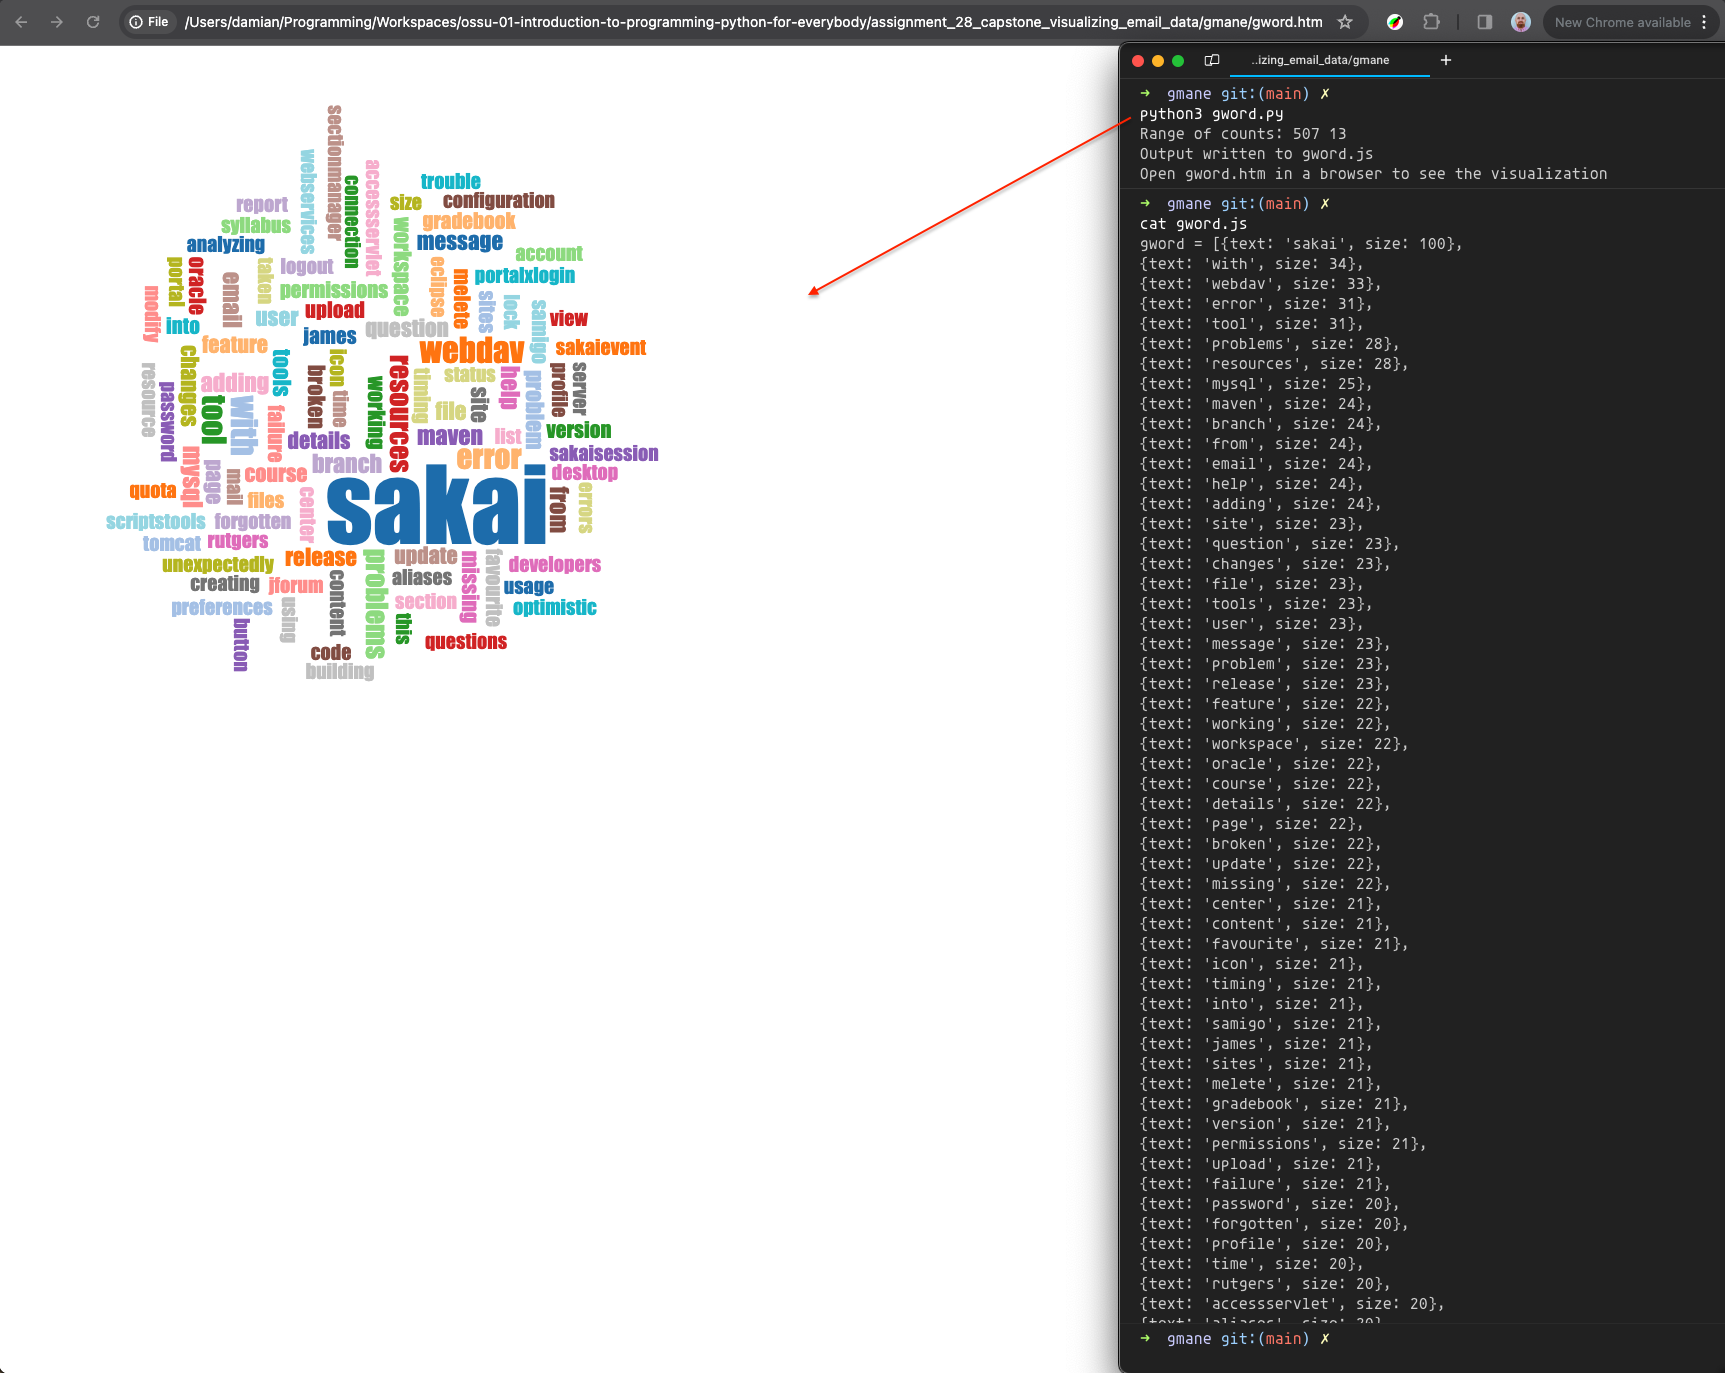 File /Users/damian/Programming/Workspaces/ossu-01-introduction-to-programming-python-for-everybody/assignment_28_capstone_visualizing_email_data/gmane/gword.htm New Chrome available
sectionmanager
webservices
connection
accessservlet
trouble
size
configuration
report
gradebook
syllabus
workspace
message
analyzing
account
portal
oracle
taken
logout
eclipse
melete
portalxlogin
email
permissions
modify
sites
lock
samigo
into
user
upload
view
james
question
feature
webdav
sakaievent
changes
tools
icon
resources
resource
password
adding
broken
time
working
timing
status
help
problem
profile
server
tool
with
failure
file
site
details
maven
list
version
mysql
page
mail
course
branch
error
sakaisession
desktop
quota
files
center
sakai
from
errors
scriptstools
forgotten
tomcat
rutgers
unexpectedly
release
problems
update
missing
favourite
developers
creating
jforum
content
aliases
usage
preferences
using
section
optimistic
button
this
questions
code
building
..izing_email_data/gmane +
➜ gmane git:(main) ✗
python3 gword.py
Range of counts: 507 13
Output written to gword.js
Open gword.htm in a browser to see the visualization
➜ gmane git:(main) ✗
cat gword.js
gword = [{text: 'sakai', size: 100},
{text: 'with', size: 34},
{text: 'webdav', size: 33},
{text: 'error', size: 31},
{text: 'tool', size: 31},
{text: 'problems', size: 28},
{text: 'resources', size: 28},
{text: 'mysql', size: 25},
{text: 'maven', size: 24},
{text: 'branch', size: 24},
{text: 'from', size: 24},
{text: 'email', size: 24},
{text: 'help', size: 24},
{text: 'adding', size: 24},
{text: 'site', size: 23},
{text: 'question', size: 23},
{text: 'changes', size: 23},
{text: 'file', size: 23},
{text: 'tools', size: 23},
{text: 'user', size: 23},
{text: 'message', size: 23},
{text: 'problem', size: 23},
{text: 'release', size: 23},
{text: 'feature', size: 22},
{text: 'working', size: 22},
{text: 'workspace', size: 22},
{text: 'oracle', size: 22},
{text: 'course', size: 22},
{text: 'details', size: 22},
{text: 'page', size: 22},
{text: 'broken', size: 22},
{text: 'update', size: 22},
{text: 'missing', size: 22},
{text: 'center', size: 21},
{text: 'content', size: 21},
{text: 'favourite', size: 21},
{text: 'icon', size: 21},
{text: 'timing', size: 21},
{text: 'into', size: 21},
{text: 'samigo', size: 21},
{text: 'james', size: 21},
{text: 'sites', size: 21},
{text: 'melete', size: 21},
{text: 'gradebook', size: 21},
{text: 'version', size: 21},
{text: 'permissions', size: 21},
{text: 'upload', size: 21},
{text: 'failure', size: 21},
{text: 'password', size: 20},
{text: 'forgotten', size: 20},
{text: 'profile', size: 20},
{text: 'time', size: 20},
{text: 'rutgers', size: 20},
{text: 'accessservlet', size: 20},
{text: 'aliases', size: 20},
➜ gmane git:(main) ✗